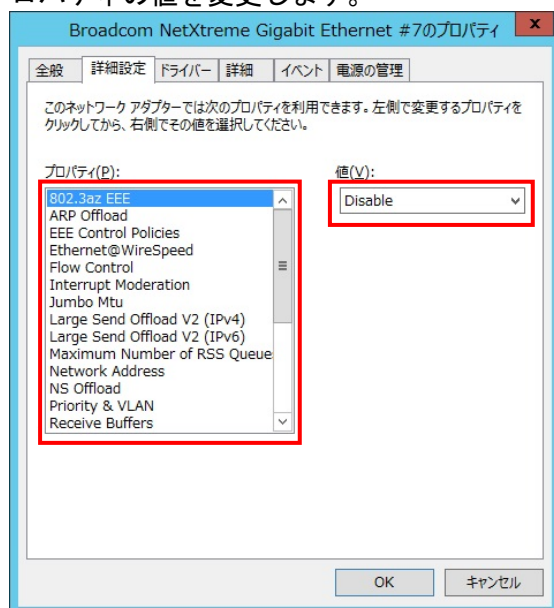 の値を変更します。
Broadcom NetXtreme Gigabit Ethernet #7のプロパティ
x
全般 詳細設定 ドライバー 詳細 イベント 電源の管理
このネットワーク アダプターでは次のプロパティを利用できます。左側で変更するプロパティを
クリックしてから、右側でその値を選択してください。
プロパティ(P): 値(V):
802.3az EEE
Disable
ARP Offload
EEE Control Policies
Ethernet@WireSpeed
Flow Control
Interrupt Moderation
Jumbo Mtu
Large Send Offload V2 (IPv4)
Large Send Offload V2 (IPv6)
Maximum Number of RSS Queue
Network Address
NS Offload
Priority & VLAN
Receive Buffers
OK キャンセル